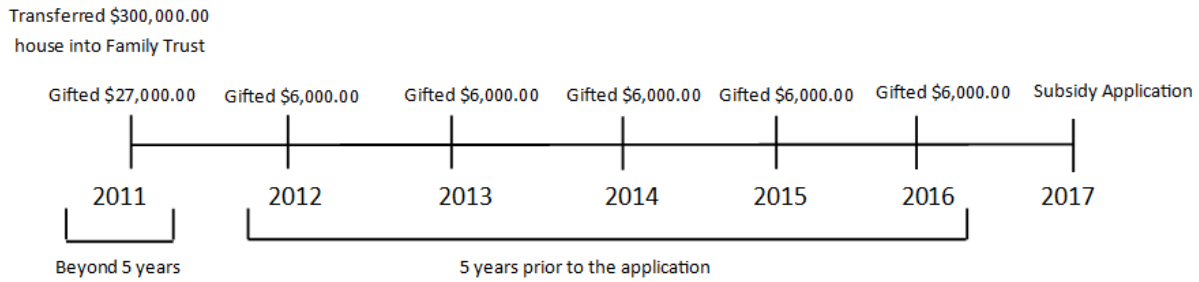 Transferred $300,000.00
house into Family Trust
Gifted $27,000.00
Gifted $6,000.00
Gifted $6,000.00
Gifted $6,000.00
Gifted $6,000.00
Gifted $6,000.00
Subsidy Application
2011
2012
2013
2014
2015
2016
2017
Beyond 5 years
5 years prior to the application